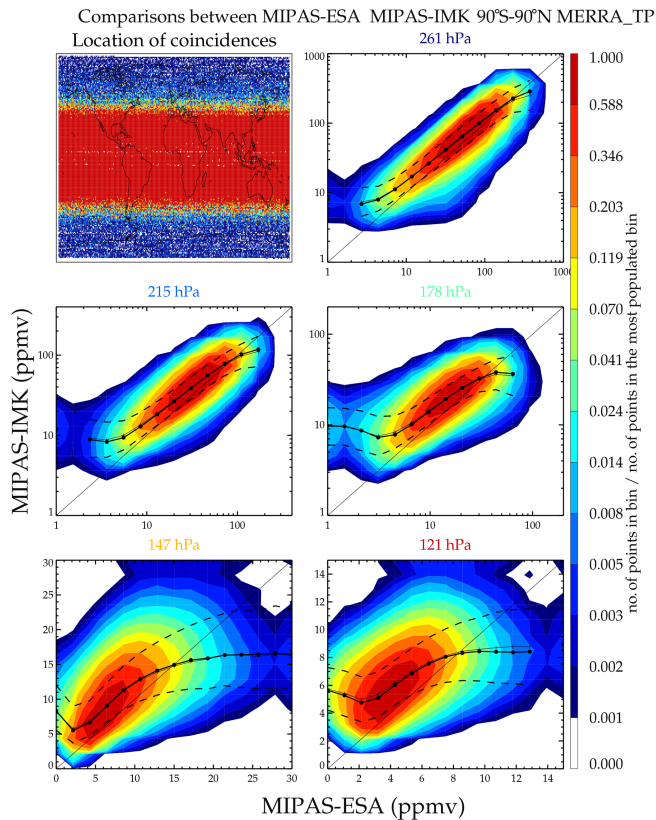 Comparisons between MIPAS-ESA MIPAS-IMK 90°S-90°N MERRA_TP
Location of coincidences
261 hPa
1000
100
10
1
1 10 100 1000
215 hPa
100
10
1
1 10 100
178 hPa
100
10
1
1 10 100
147 hPa
30
25
20
15
10
5
0
0 5 10 15 20 25 30
121 hPa
14
12
10
8
6
4
2
0
0 2 4 6 8 10 12 14
MIPAS-IMK (ppmv)
MIPAS-ESA (ppmv)
1.000
0.588
0.346
0.203
0.119
0.070
0.041
0.024
0.014
0.008
0.005
0.003
0.002
0.001
0.000
no. of points in bin / no. of points in the most populated bin